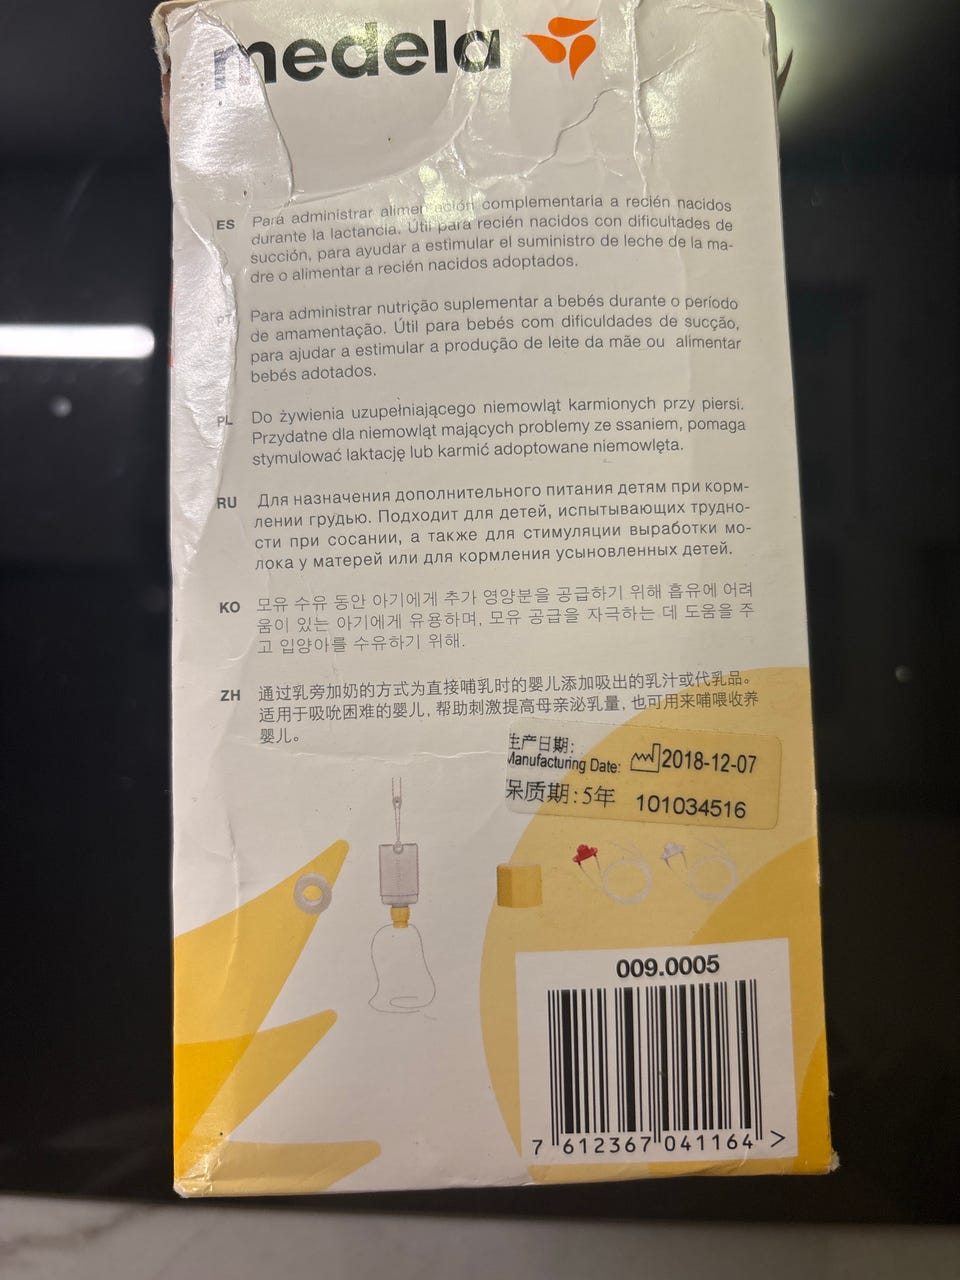 medela
ES Para administrar alimentación complementaria a recién nacidos
durante la lactancia. Útil para recién nacidos con dificultades de
succión, para ayudar a estimular el suministro de leche de la ma-
dre o alimentar a recién nacidos adoptados.
PT Para administrar nutrição suplementar a bebés durante o período
de amamentação. Útil para bebés com dificuldades de sucção,
para ajudar a estimular a produção de leite da mãe ou alimentar
bebés adotados.
PL Do żywienia uzupełniającego niemowląt karmionych przy piersi.
Przydatne dla niemowląt mających problemy ze ssaniem, pomaga
stymulować laktację lub karmić adoptowane niemowlęta.
RU Для назначения дополнительного питания детям при корм-
лении грудью. Подходит для детей, испытывающих трудно-
сти при сосании, а также для стимуляции выработки мо-
лока у матерей или для кормления усыновленных детей.
KO 모유 수유 동안 아기에게 추가 영양분을 공급하기 위해 흡유에 어려
움이 있는 아기에게 유용하며, 모유 공급을 자극하는 데 도움을 주
고 입양아를 수유하기 위해.
ZH 通过乳旁加奶的方式为直接哺乳时的婴儿添加吸出的乳汁或代乳品。
适用于吸吮困难的婴儿, 帮助刺激提高母亲泌乳量, 也可用来哺喂收养
婴儿。
生产日期:
Manufacturing Date: 2018-12-07
保质期: 5年 101034516
009.0005
7 612367 041164 >